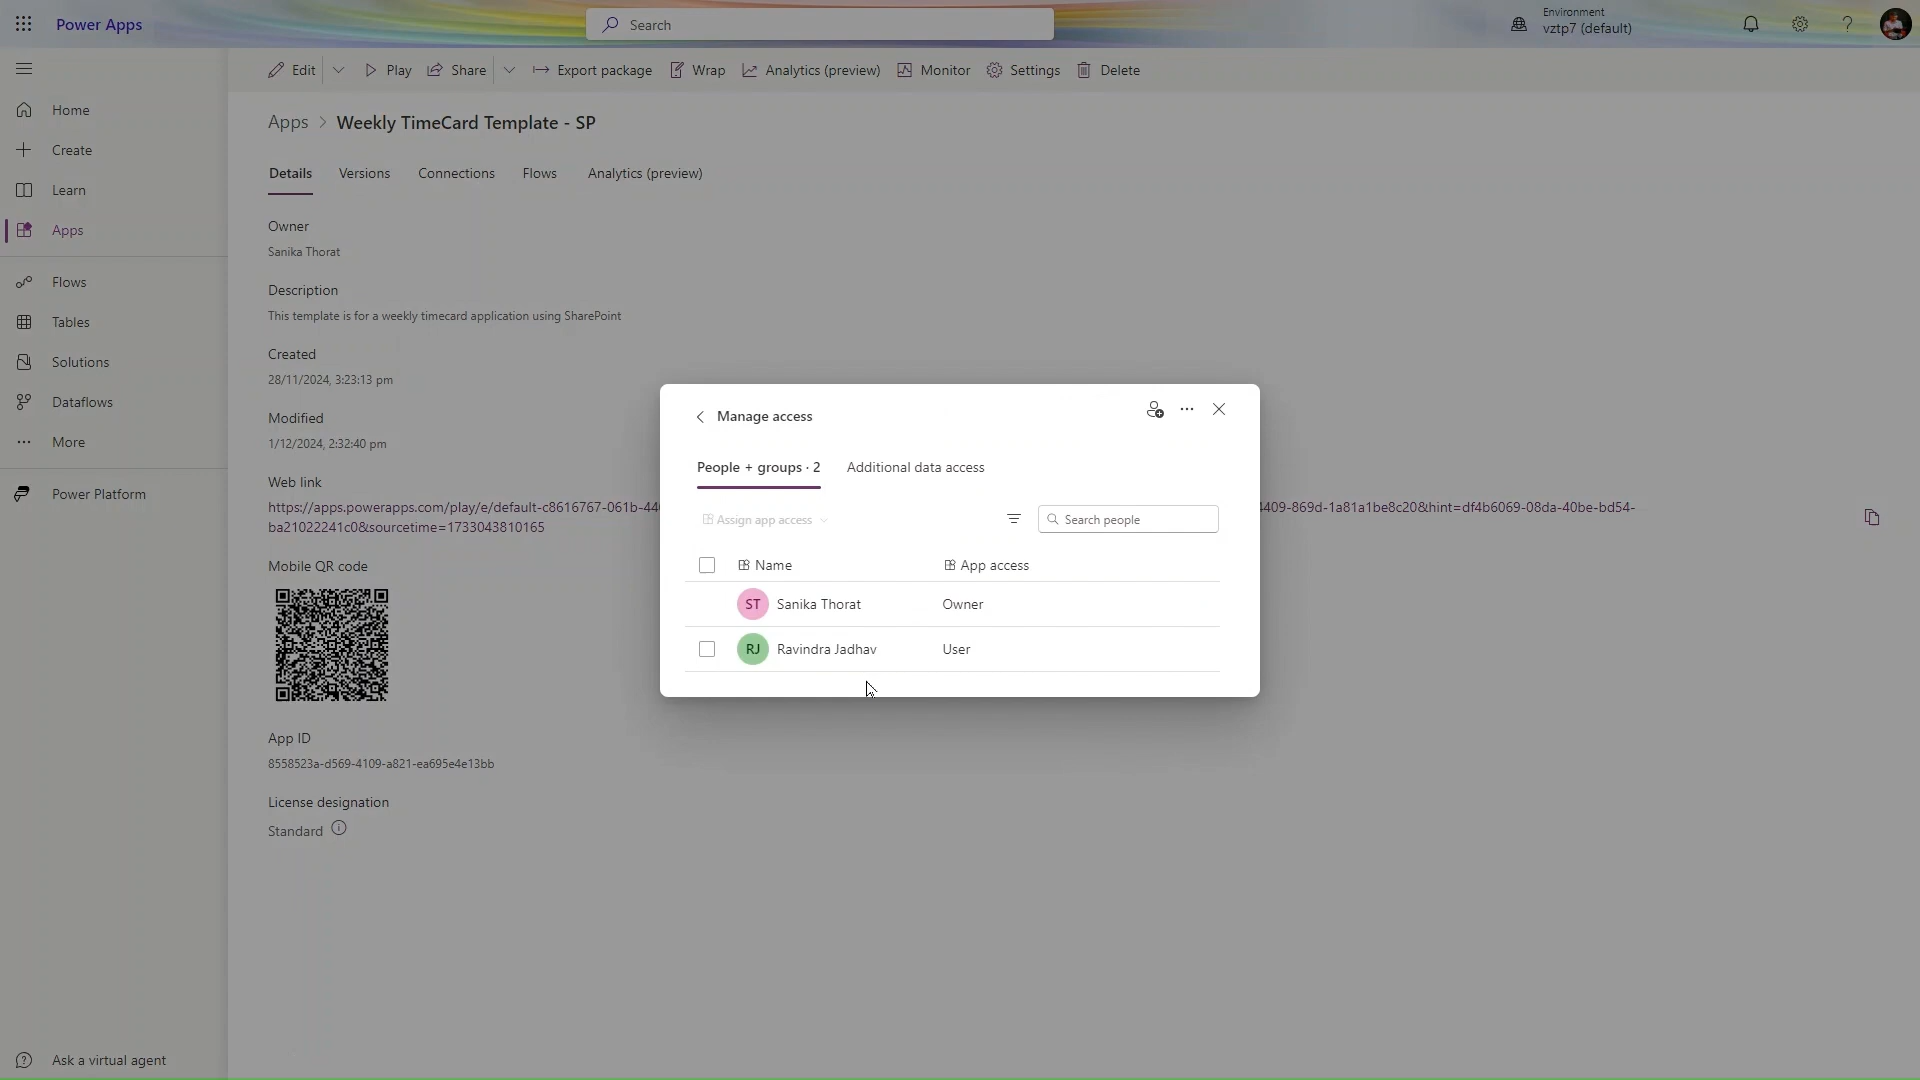 Power Apps
Search
Environment
vztp7 (default)
Home
Create
Learn
Apps
Flows
Tables
Solutions
Dataflows
More
Power Platform
Ask a virtual agent
Edit
Play
Share
Export package
Wrap
Analytics (preview)
Monitor
Settings
Delete
Apps > Weekly TimeCard Template - SP
Details
Versions
Connections
Flows
Analytics (preview)
Owner
Sanika Thorat
Description
This template is for a weekly timecard application using SharePoint
Created
28/11/2024, 3:23:13 pm
Modified
1/12/2024, 2:32:40 pm
Web link
https://apps.powerapps.com/play/e/default-c8616767-061b-44
4409-869d-1a81a1be8c20&hint=df4b6069-08da-40be-bd54-
ba21022241c0&sourcetime=1733043810165
Mobile QR code
App ID
8558523a-d569-4109-a821-ea695e4e13bb
License designation
Standard
Manage access
People + groups · 2
Additional data access
Assign app access
Search people
Name
App access
ST Sanika Thorat
Owner
RJ Ravindra Jadhav
User